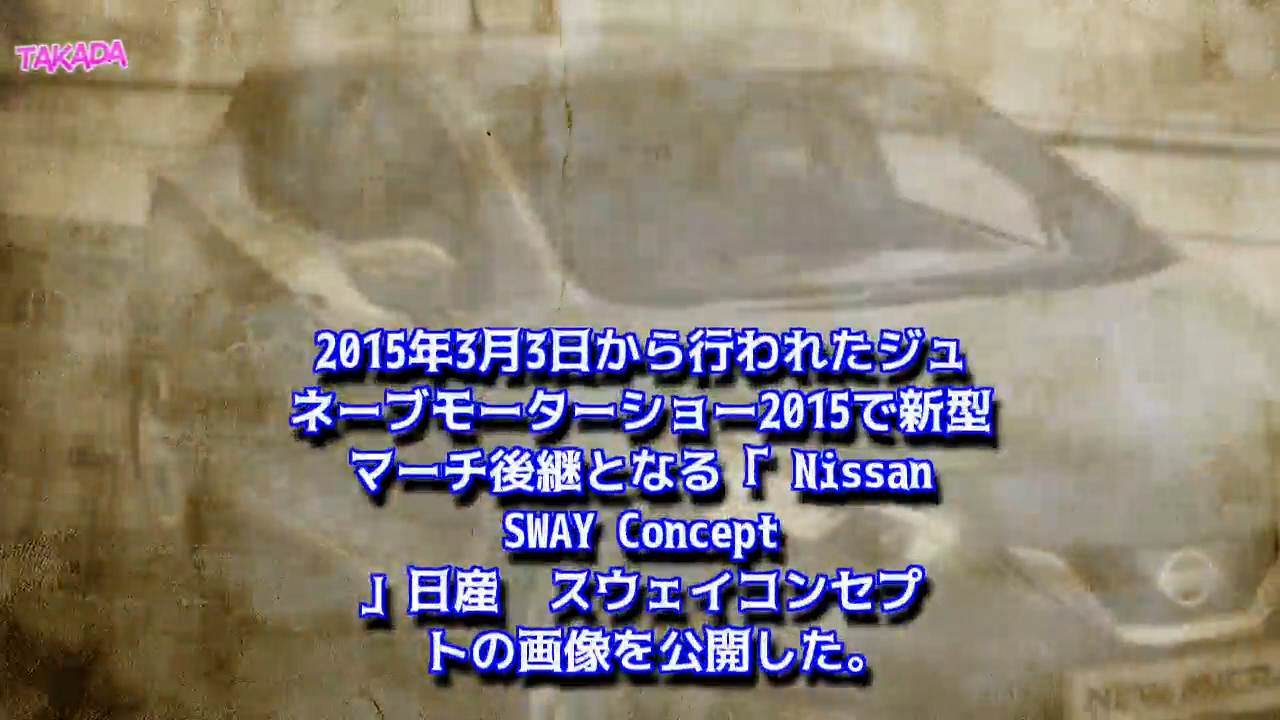 TAKADA
2015年3月3日から行われたジュ
ネーブモーターショー2015で新型
マーチ後継となる「 Nissan
SWAY Concept
」日産　スウェイコンセプ
トの画像を公開した。